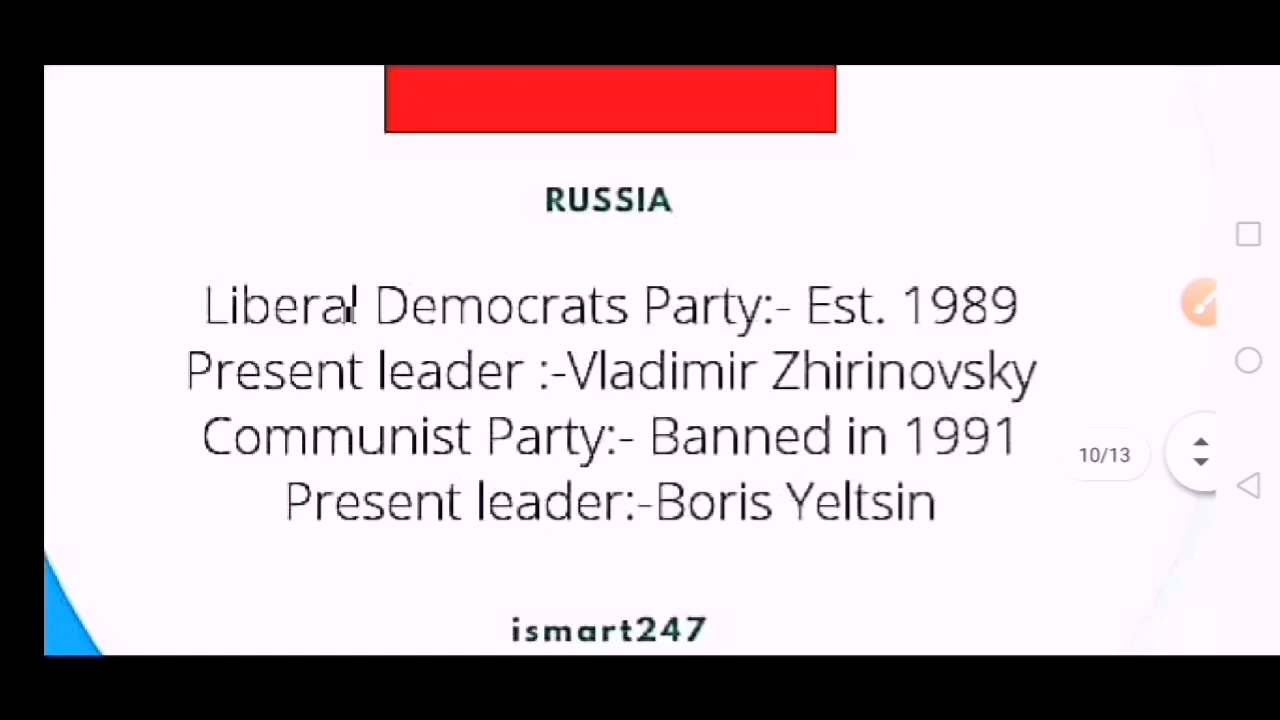 RUSSIA
Liberal Democrats Party:- Est. 1989
Present leader :-Vladimir Zhirinovsky
Communist Party:- Banned in 1991
10/13
Present leader:-Boris Yeltsin
ismart247